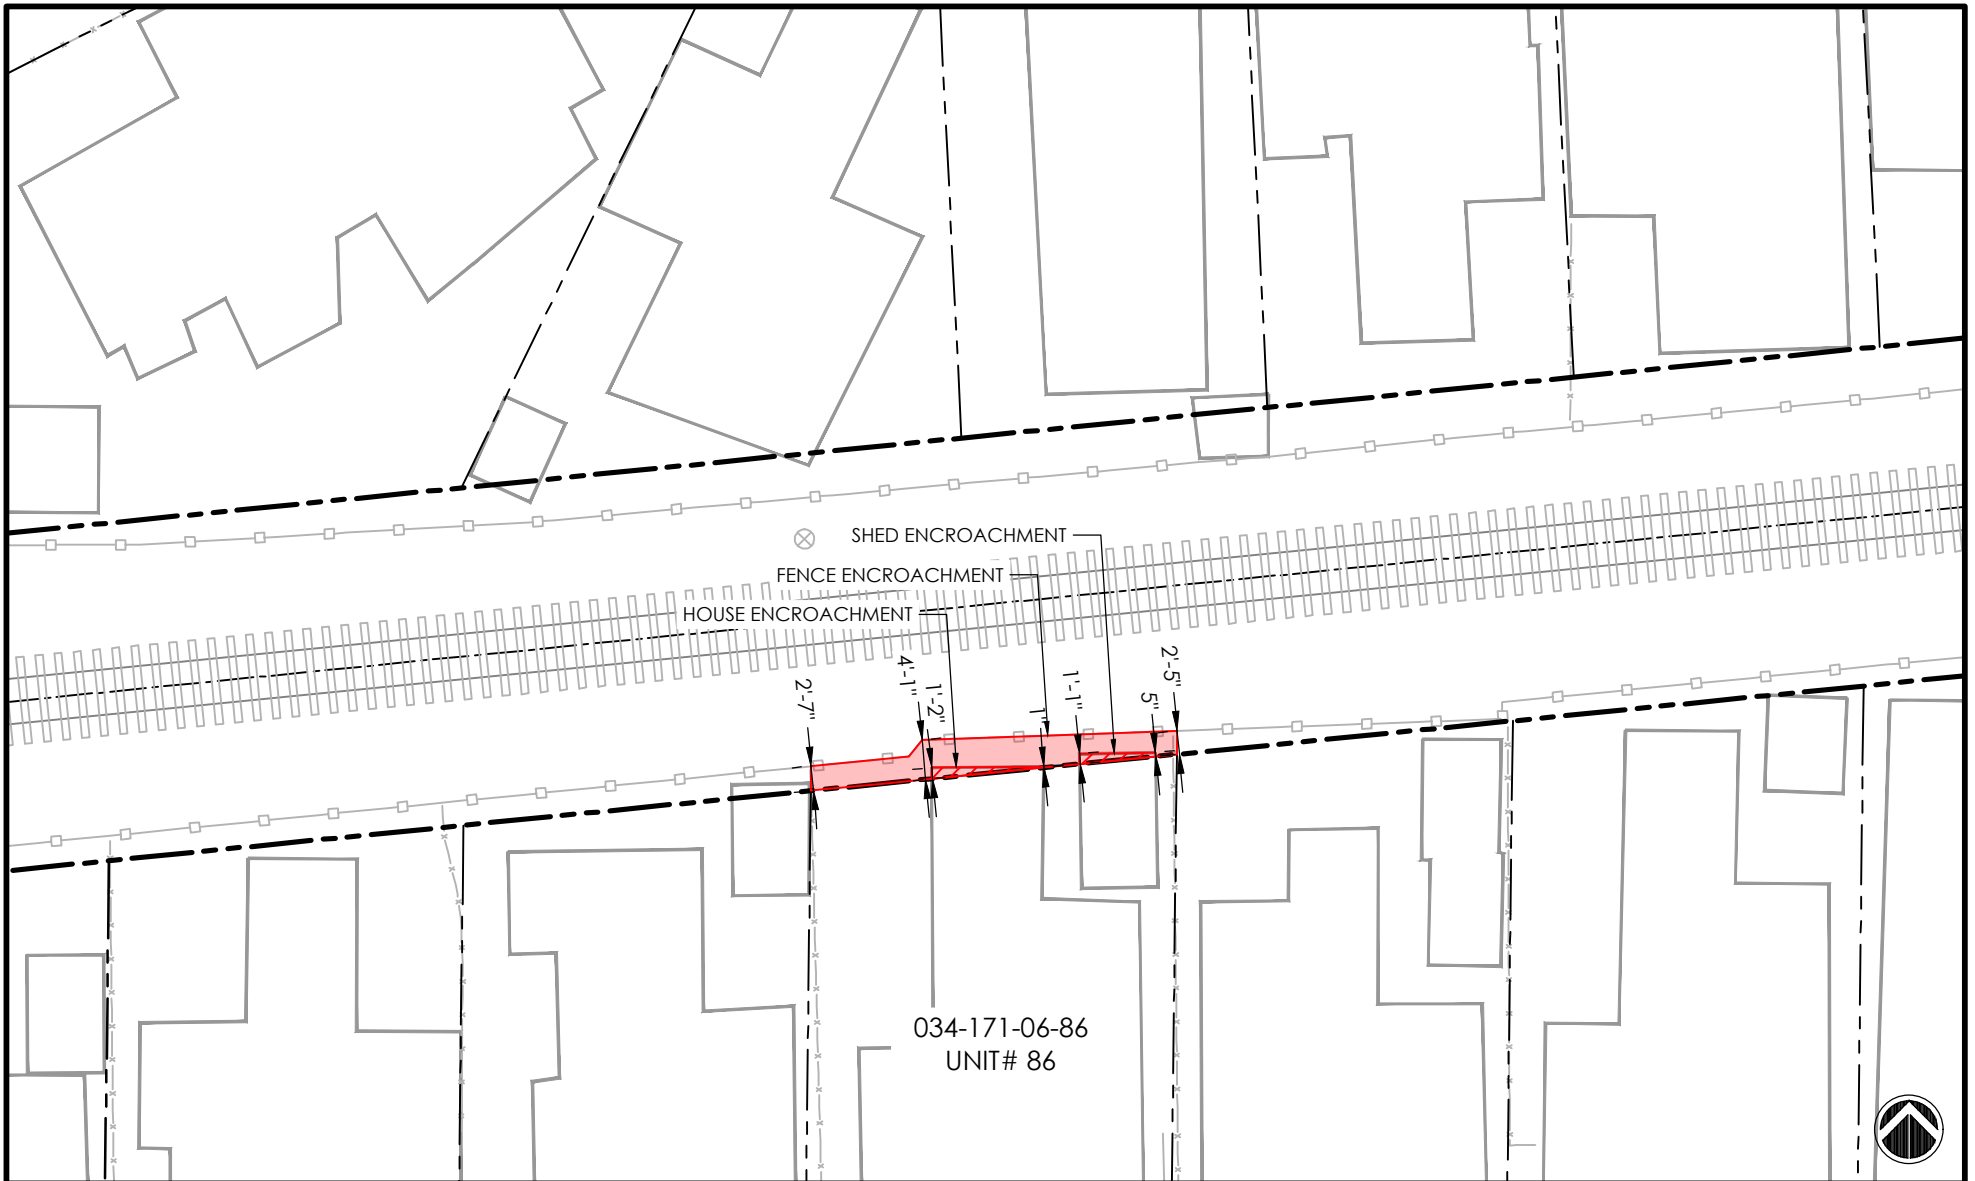 SHED ENCROACHMENT
FENCE ENCROACHMENT
HOUSE ENCROACHMENT
2'-7"
4'-1"
1'-2"
1"
1'-1"
5"
2'-5"
034-171-06-86
UNIT# 86